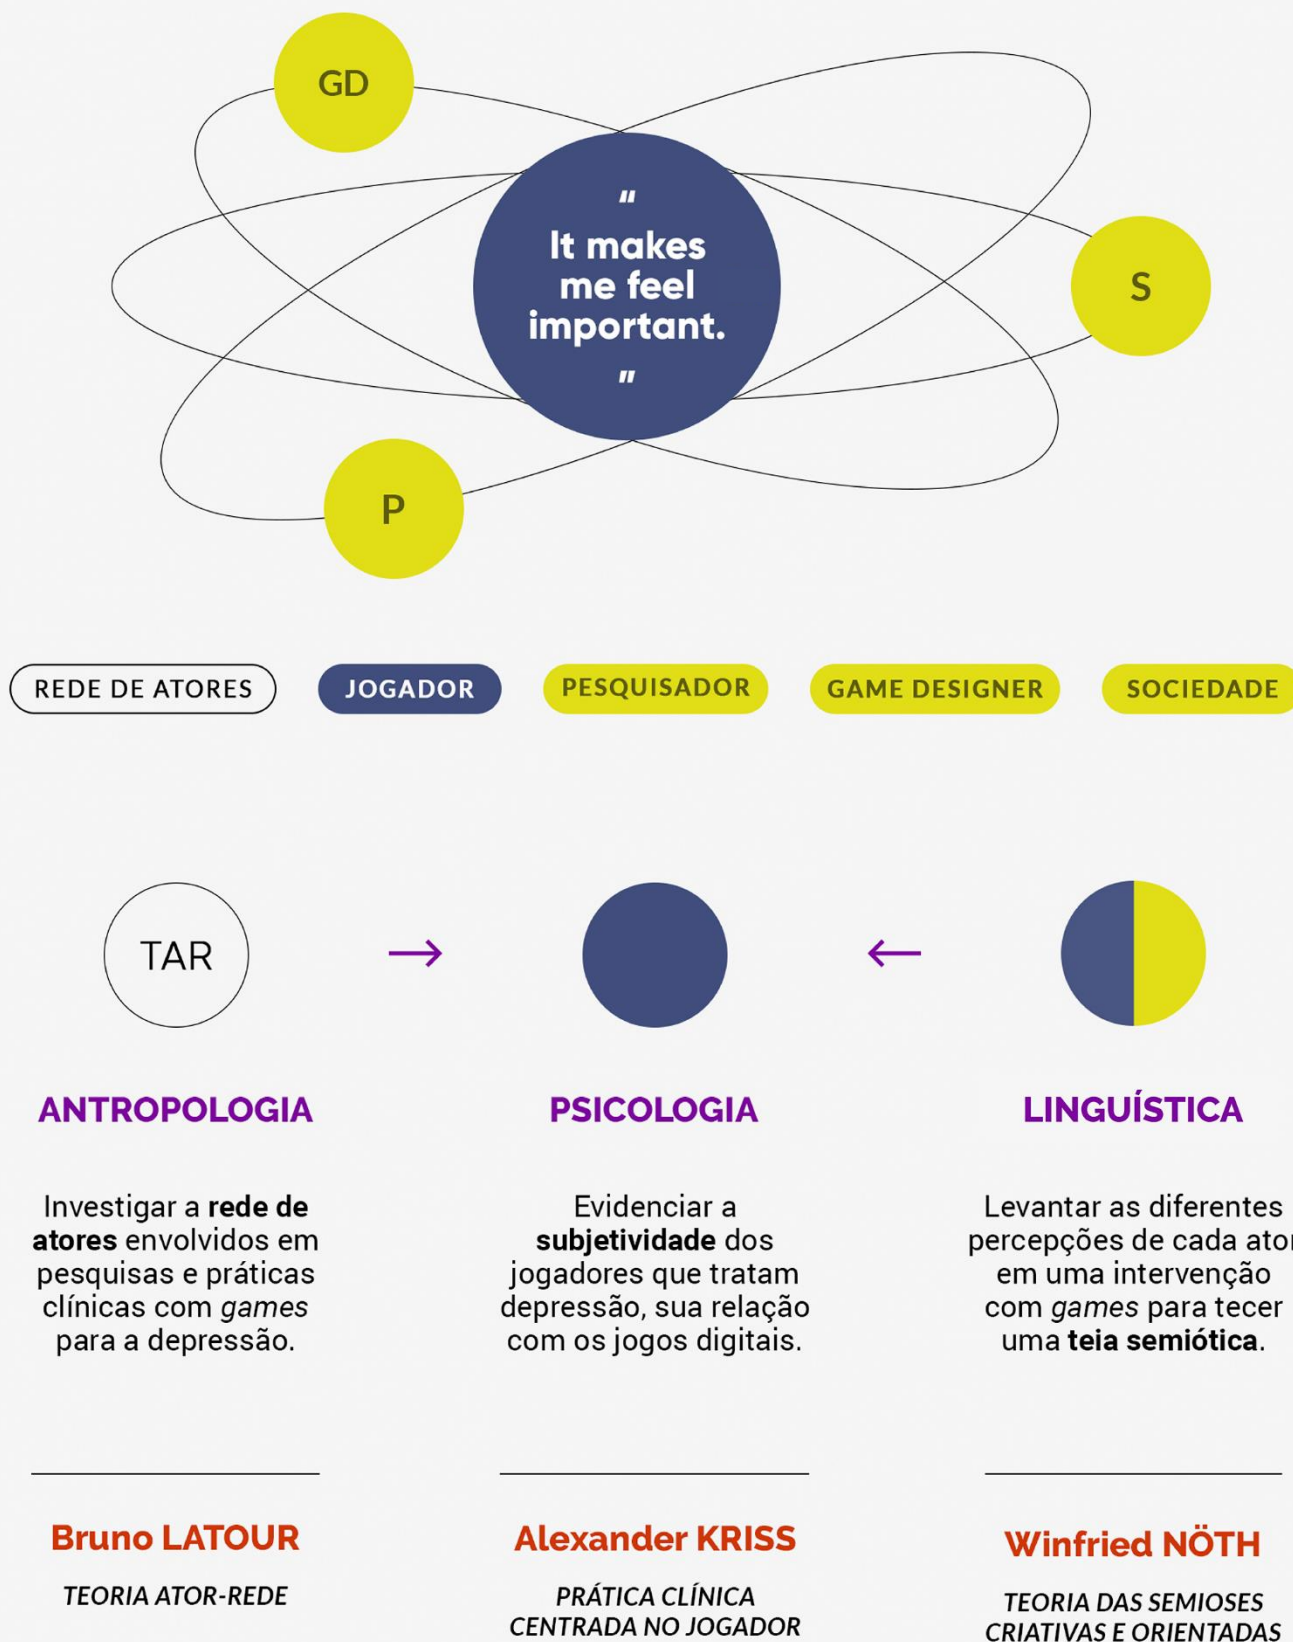 GD
"
It makes
me feel
important.
"
S
P
REDE DE ATORES
JOGADOR
PESQUISADOR
GAME DESIGNER
SOCIEDADE
TAR
→
←
ANTROPOLOGIA
Investigar a rede de
atores envolvidos em
pesquisas e práticas
clínicas com games
para a depressão.
PSICOLOGIA
Evidenciar a
subjetividade dos
jogadores que tratam
depressão, sua relação
com os jogos digitais.
LINGUÍSTICA
Levantar as diferentes
percepções de cada ator
em uma intervenção
com games para tecer
uma teia semiótica.
Bruno LATOUR
TEORIA ATOR-REDE
Alexander KRISS
PRÁTICA CLÍNICA
CENTRADA NO JOGADOR
Winfried NÖTH
TEORIA DAS SEMIOSES
CRIATIVAS E ORIENTADAS